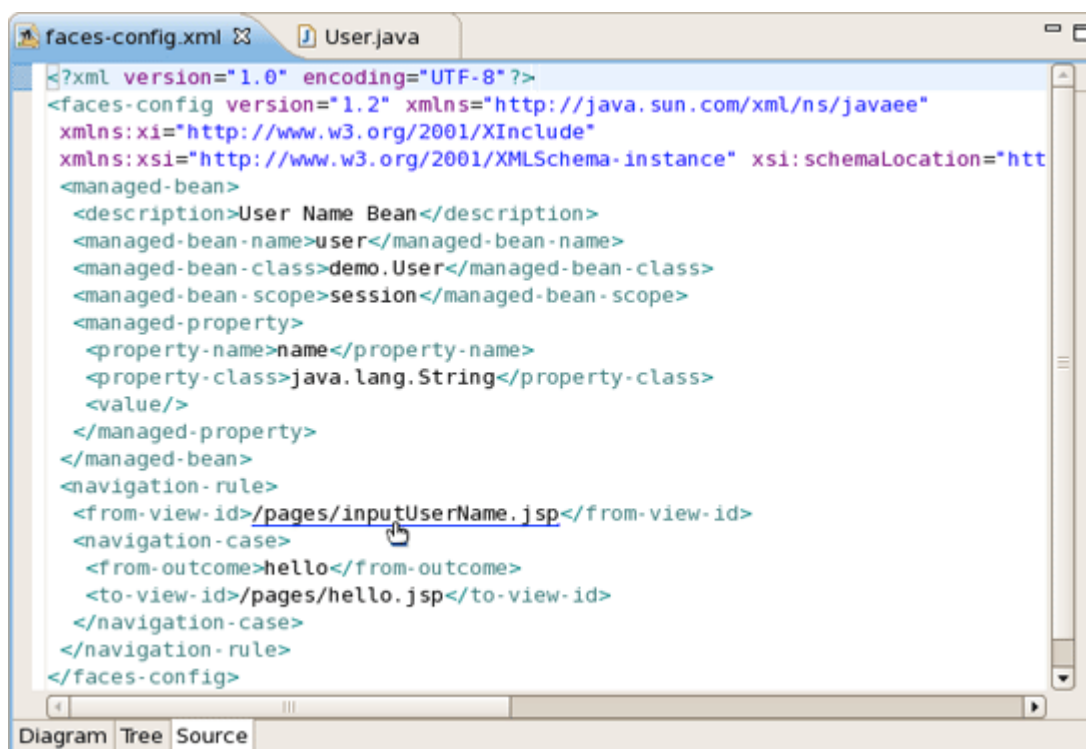 faces-config.xml User.java
<?xml version="1.0" encoding="UTF-8"?>
<faces-config version="1.2" xmlns="http://java.sun.com/xml/ns/javaee"
xmlns:xi="http://www.w3.org/2001/XInclude"
xmlns:xsi="http://www.w3.org/2001/XMLSchema-instance" xsi:schemaLocation="htt
<managed-bean>
<description>User Name Bean</description>
<managed-bean-name>user</managed-bean-name>
<managed-bean-class>demo.User</managed-bean-class>
<managed-bean-scope>session</managed-bean-scope>
<managed-property>
<property-name>name</property-name>
<property-class>java.lang.String</property-class>
<value/>
</managed-property>
</managed-bean>
<navigation-rule>
<from-view-id>/pages/inputUserName.jsp</from-view-id>
<navigation-case>
<from-outcome>hello</from-outcome>
<to-view-id>/pages/hello.jsp</to-view-id>
</navigation-case>
</navigation-rule>
</faces-config>
Diagram Tree Source